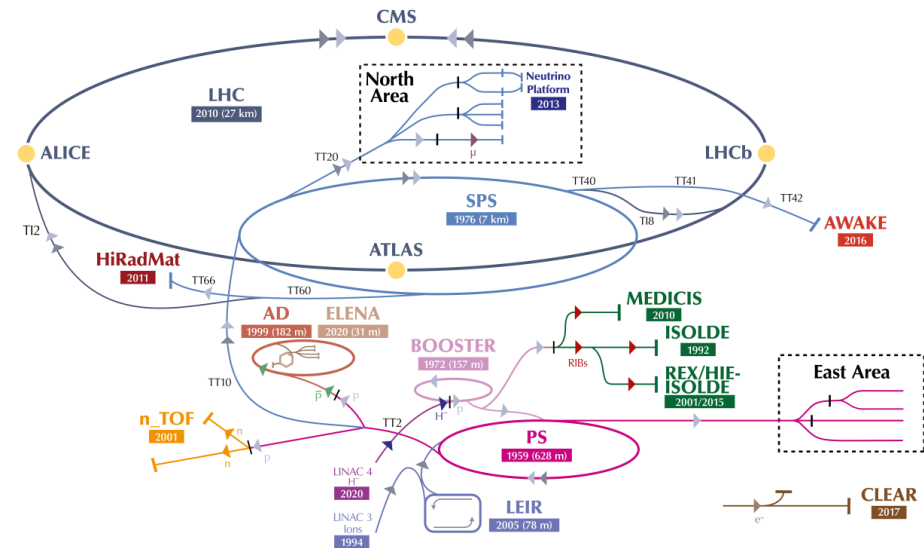 CMS
North
Area
Neutrino
Platform
2013
LHC
2010 (27 km)
μ
ALICE
LHCb
TT20
TT40
TT41
TT42
TI8
SPS
1976 (7 km)
TI2
AWAKE
2016
ATLAS
HiRadMat
2011
TT66
TT60
AD
1999 (182 m)
ELENA
2020 (31 m)
MEDICIS
2010
BOOSTER
1972 (157 m)
ISOLDE
1992
RIBs
REX/HIE-
ISOLDE
2001/2015
East Area
TT10
p̅
p
H⁻
p
TT2
n_TOF
2001
n
n
p
PS
1959 (628 m)
LINAC 4
H⁻
2020
LINAC 3
Ions
1994
LEIR
2005 (78 m)
CLEAR
2017
e⁻